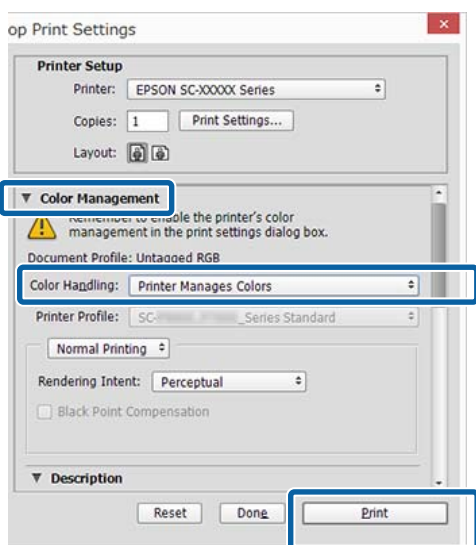 op Print Settings
Printer Setup
Printer: EPSON SC-XXXXX Series
Copies: 1 Print Settings...
Layout:
Color Management
Remember to enable the printer's color
management in the print settings dialog box.
Document Profile: Untagged RGB
Color Handling: Printer Manages Colors
Printer Profile: SC- _Series Standard
Normal Printing
Rendering Intent: Perceptual
Black Point Compensation
Description
Reset Done Print